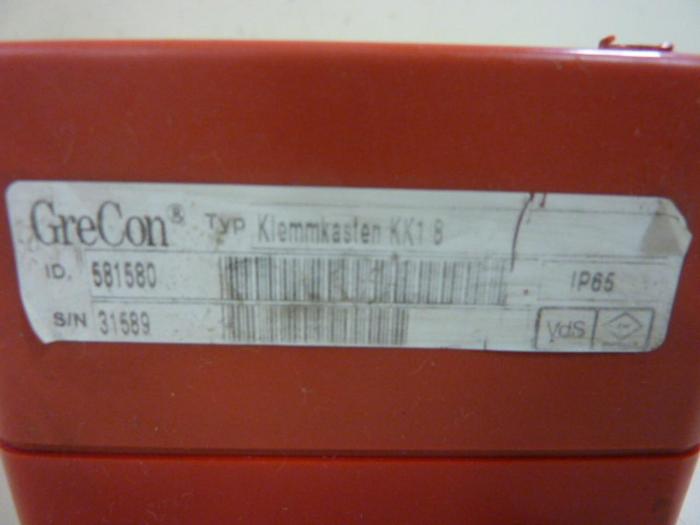 GreCon® TYP Klemmkasten KK1 8
ID. 581580 IP65
S/N 31589 VdS